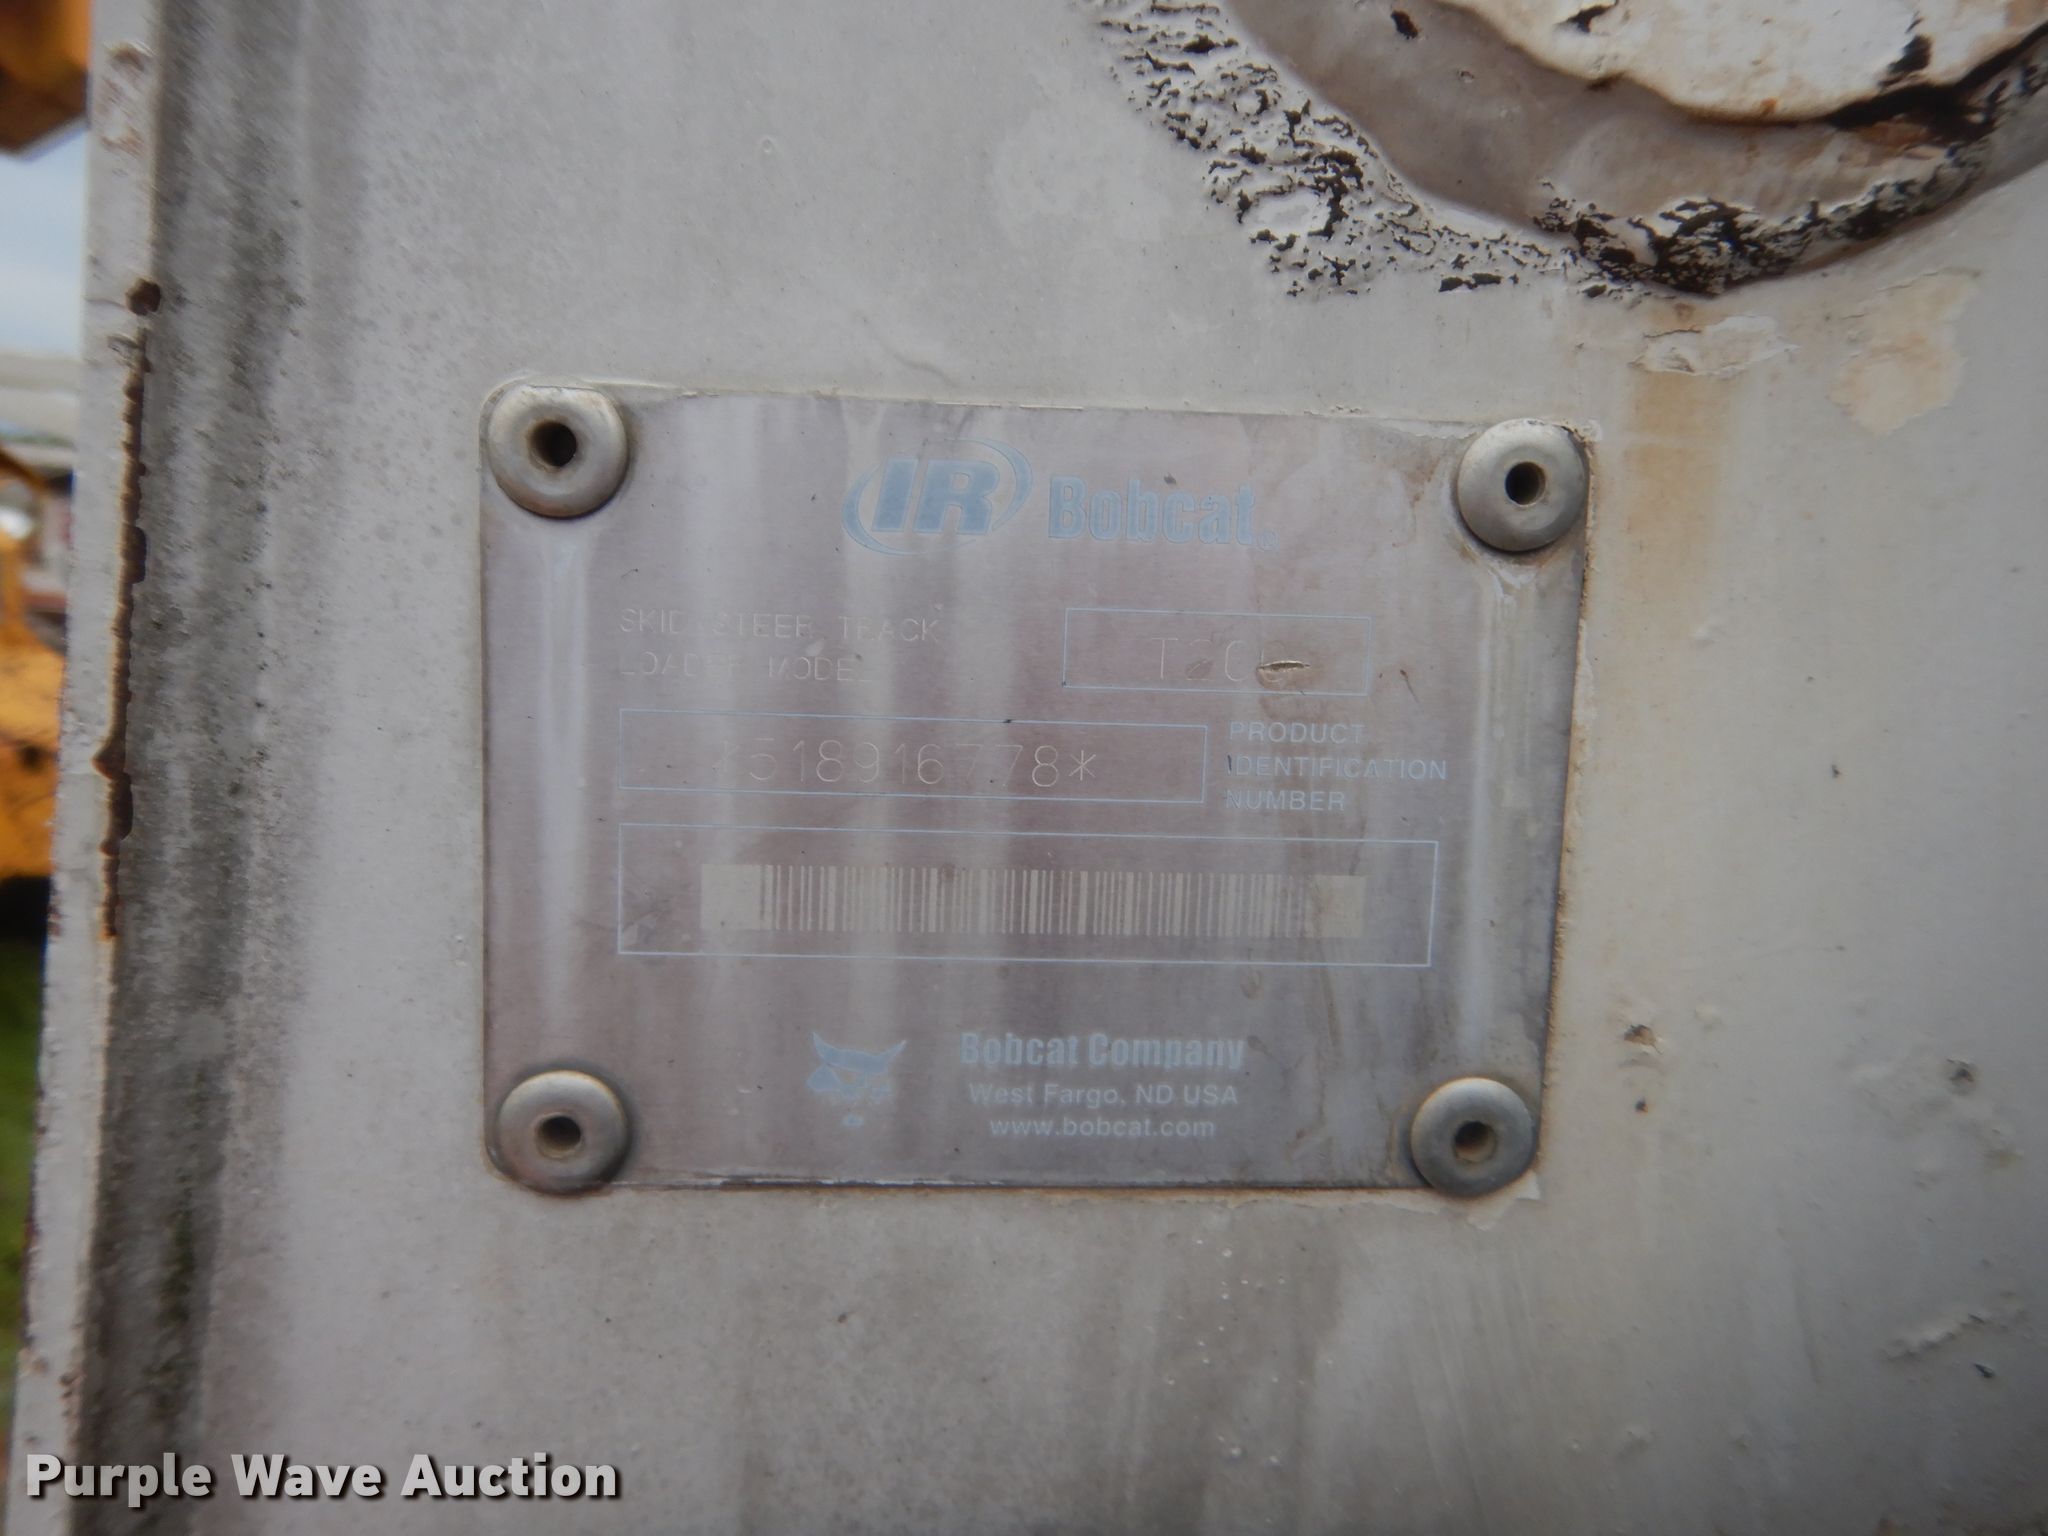 IR Bobcat®
SKID STEER TRACK
LOADER MODEL
T200
*518916778*
PRODUCT
IDENTIFICATION
NUMBER
Bobcat Company
West Fargo, ND USA
www.bobcat.com
Purple Wave Auction